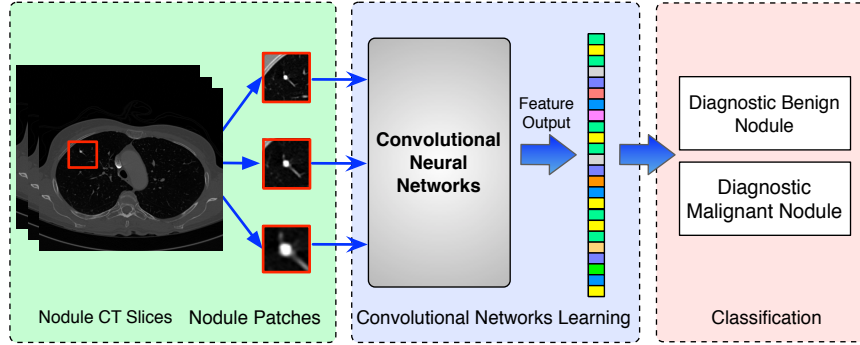 Convolutional
Neural
Networks
Feature
Output
Diagnostic Benign
Nodule
Diagnostic
Malignant Nodule
Nodule CT Slices
Nodule Patches
Convolutional Networks Learning
Classification